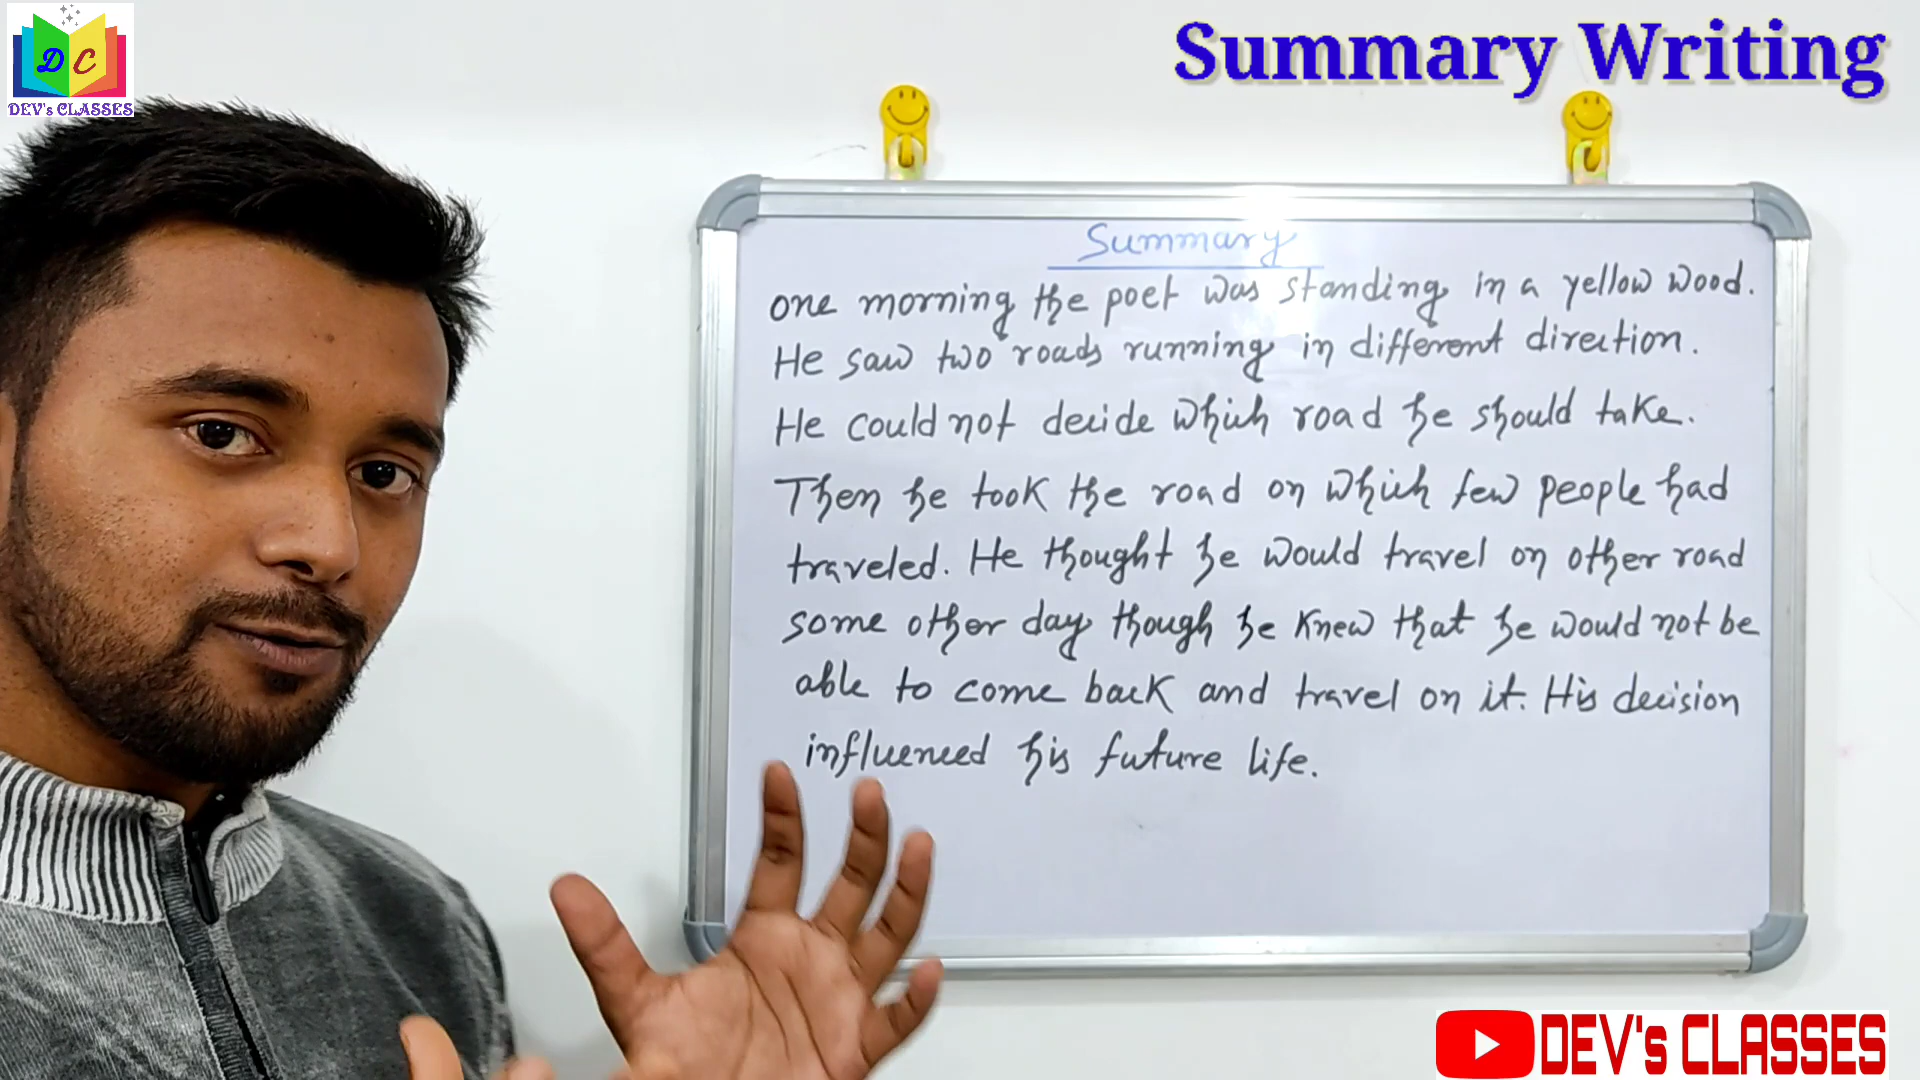 D C
DEV's CLASSES
Summary Writing
Summary
one morning the poet was standing in a yellow wood.
He saw two roads running in different direction.
He could not decide which road he should take.
Then he took the road on which few people had
traveled. He thought he would travel on other road
some other day though he knew that he would not be
able to come back and travel on it. His decision
influenced his future life.
DEV's CLASSES